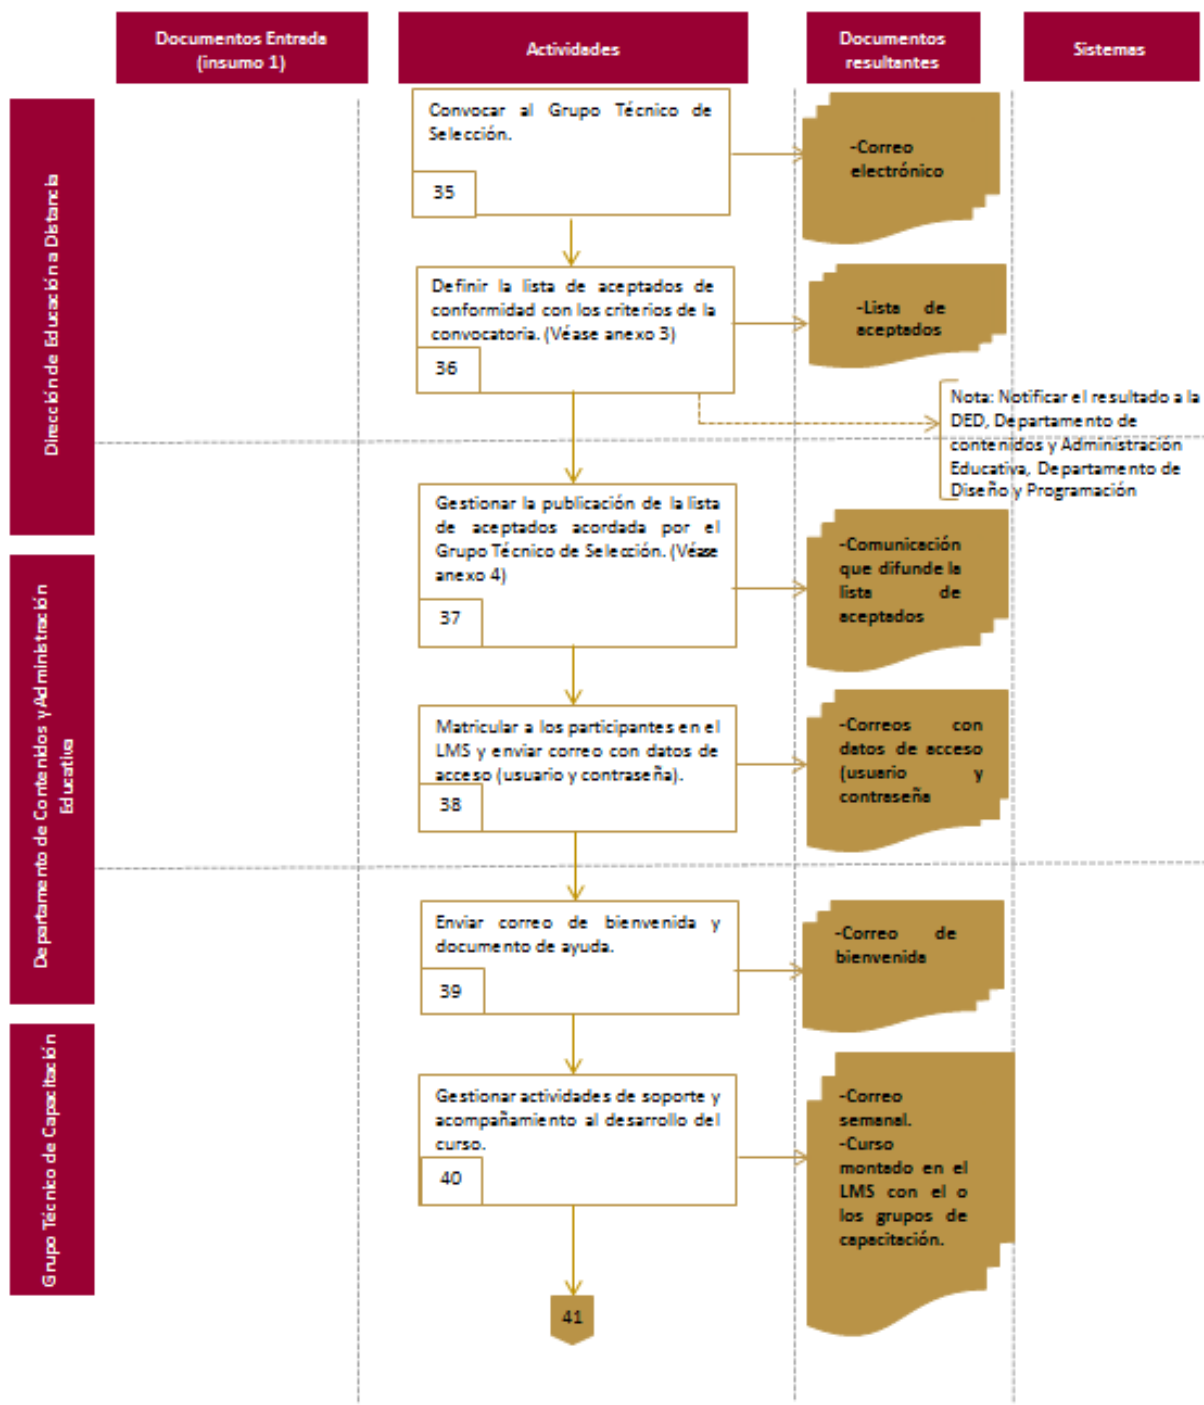 Documentos Entrada
(insumo 1)
Actividades
Documentos
resultantes
Sistemas
Dirección de Educación a Distancia
Convocar al Grupo Técnico de
Selección.
35
-Correo
electrónico
Definir la lista de aceptados de
conformidad con los criterios de la
convocatoria. (Véase anexo 3)
36
-Lista de
aceptados
Nota: Notificar el resultado a la
DED, Departamento de
contenidos y Administración
Educativa, Departamento de
Diseño y Programación
Departamento de Contenidos y Administración
Educativa
Gestionar la publicación de la lista
de aceptados acordada por el
Grupo Técnico de Selección. (Véase
anexo 4)
37
-Comunicación
que difunde la
lista de
aceptados
Matricular a los participantes en el
LMS y enviar correo con datos de
acceso (usuario y contraseña).
38
-Correos con
datos de acceso
(usuario y
contraseña
Enviar correo de bienvenida y
documento de ayuda.
39
-Correo de
bienvenida
Grupo Técnico de Capacitación
Gestionar actividades de soporte y
acompañamiento al desarrollo del
curso.
40
-Correo
semanal.
-Curso
montado en el
LMS con el o
los grupos de
capacitación.
41